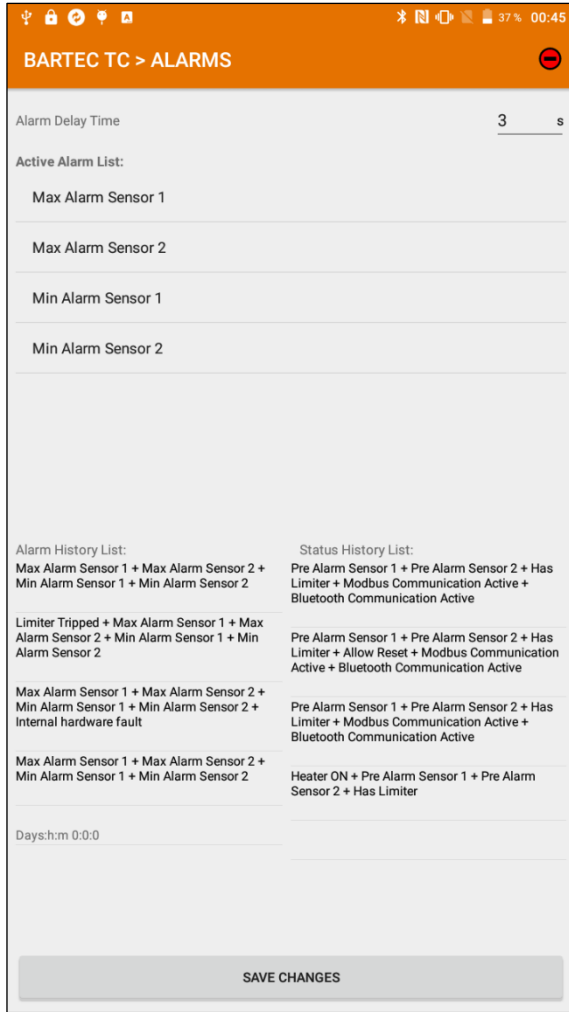 37% 00:45
BARTEC TC > ALARMS
Alarm Delay Time 3 s
Active Alarm List:
Max Alarm Sensor 1
Max Alarm Sensor 2
Min Alarm Sensor 1
Min Alarm Sensor 2
Alarm History List:
Max Alarm Sensor 1 + Max Alarm Sensor 2 +
Min Alarm Sensor 1 + Min Alarm Sensor 2
Limiter Tripped + Max Alarm Sensor 1 + Max
Alarm Sensor 2 + Min Alarm Sensor 1 + Min
Alarm Sensor 2
Max Alarm Sensor 1 + Max Alarm Sensor 2 +
Min Alarm Sensor 1 + Min Alarm Sensor 2 +
Internal hardware fault
Max Alarm Sensor 1 + Max Alarm Sensor 2 +
Min Alarm Sensor 1 + Min Alarm Sensor 2
Days:h:m 0:0:0
Status History List:
Pre Alarm Sensor 1 + Pre Alarm Sensor 2 + Has
Limiter + Modbus Communication Active +
Bluetooth Communication Active
Pre Alarm Sensor 1 + Pre Alarm Sensor 2 + Has
Limiter + Allow Reset + Modbus Communication
Active + Bluetooth Communication Active
Pre Alarm Sensor 1 + Pre Alarm Sensor 2 + Has
Limiter + Modbus Communication Active +
Bluetooth Communication Active
Heater ON + Pre Alarm Sensor 1 + Pre Alarm
Sensor 2 + Has Limiter
SAVE CHANGES